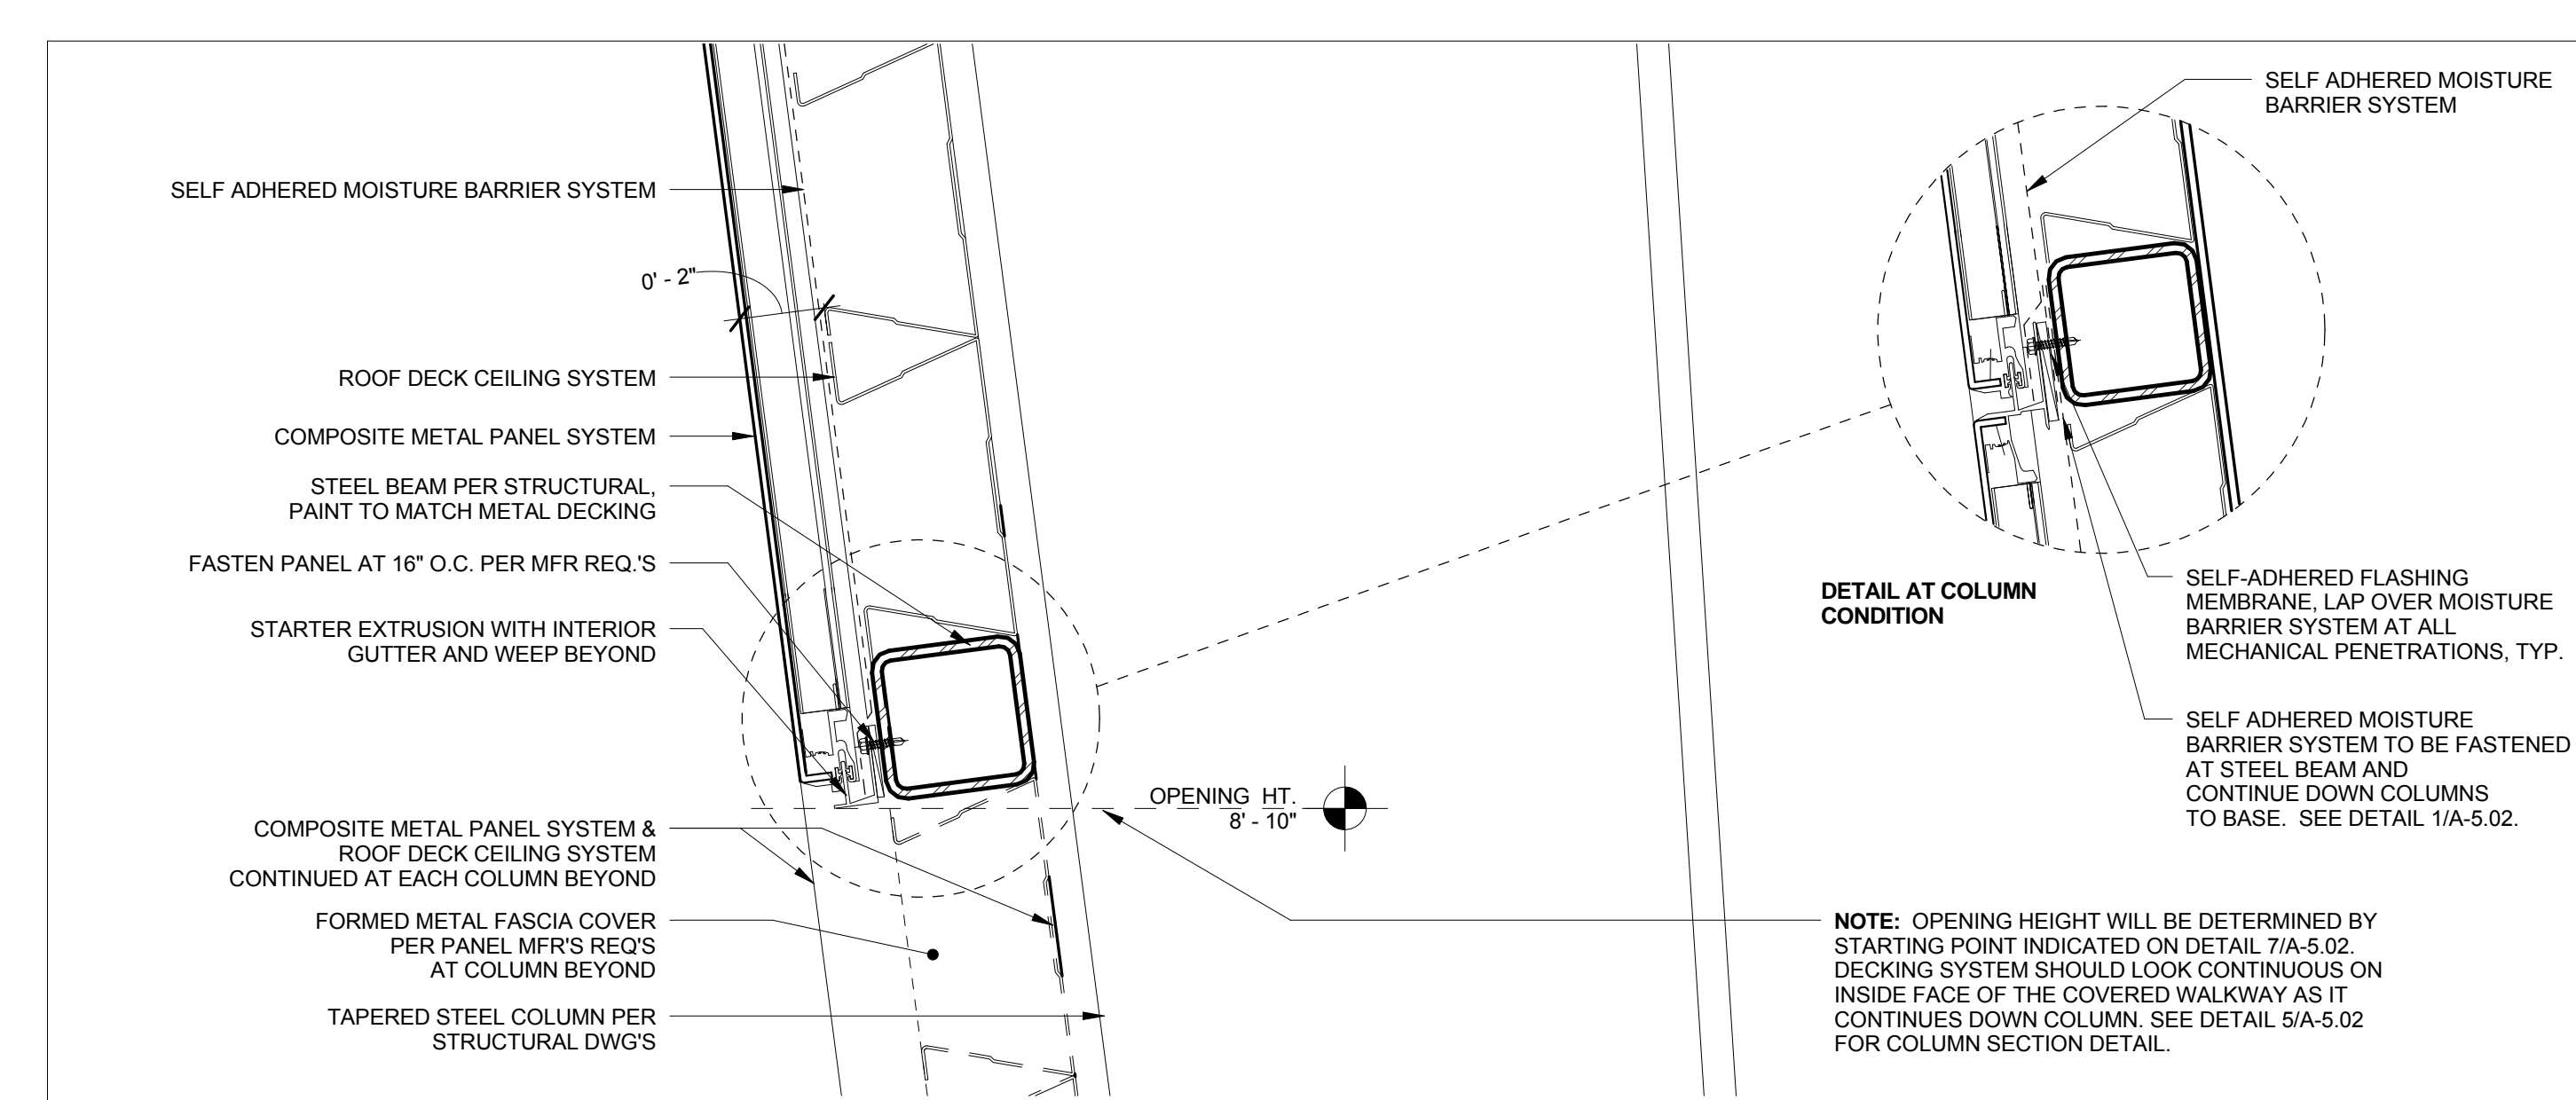 SELF ADHERED MOISTURE BARRIER SYSTEM
0' - 2"
ROOF DECK CEILING SYSTEM
COMPOSITE METAL PANEL SYSTEM
STEEL BEAM PER STRUCTURAL,
PAINT TO MATCH METAL DECKING
FASTEN PANEL AT 16" O.C. PER MFR REQ.'S
STARTER EXTRUSION WITH INTERIOR
GUTTER AND WEEP BEYOND
COMPOSITE METAL PANEL SYSTEM &
ROOF DECK CEILING SYSTEM
CONTINUED AT EACH COLUMN BEYOND
FORMED METAL FASCIA COVER
PER PANEL MFR'S REQ'S
AT COLUMN BEYOND
TAPERED STEEL COLUMN PER
STRUCTURAL DWG'S
OPENING HT.
8' - 10"
SELF ADHERED MOISTURE
BARRIER SYSTEM
DETAIL AT COLUMN
CONDITION
SELF-ADHERED FLASHING
MEMBRANE, LAP OVER MOISTURE
BARRIER SYSTEM AT ALL
MECHANICAL PENETRATIONS, TYP.
SELF ADHERED MOISTURE
BARRIER SYSTEM TO BE FASTENED
AT STEEL BEAM AND
CONTINUE DOWN COLUMNS
TO BASE. SEE DETAIL 1/A-5.02.
NOTE: OPENING HEIGHT WILL BE DETERMINED BY
STARTING POINT INDICATED ON DETAIL 7/A-5.02.
DECKING SYSTEM SHOULD LOOK CONTINUOUS ON
INSIDE FACE OF THE COVERED WALKWAY AS IT
CONTINUES DOWN COLUMN. SEE DETAIL 5/A-5.02
FOR COLUMN SECTION DETAIL.